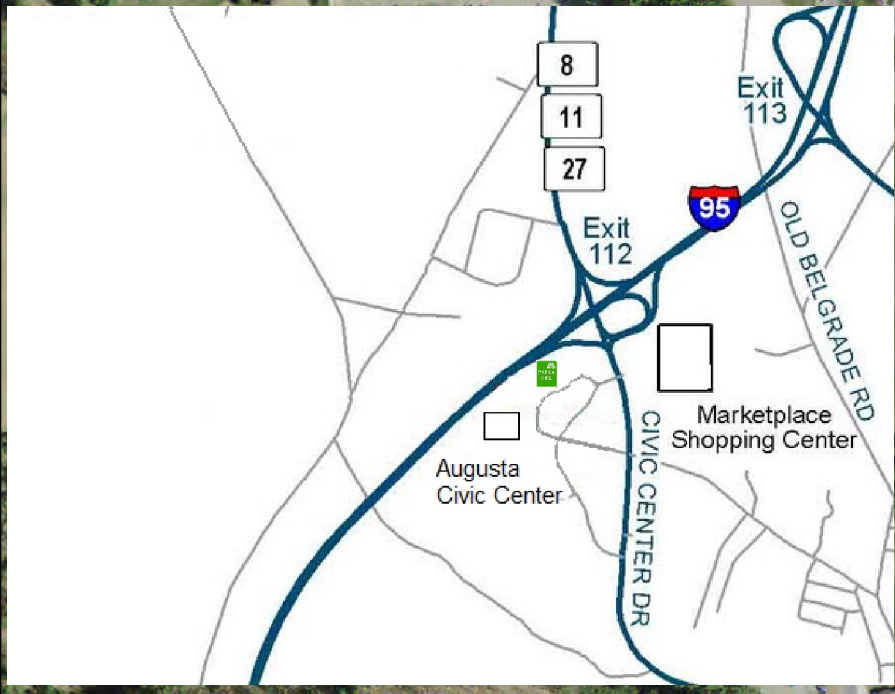 8
11
27
Exit
113
95
Exit
112
OLD BELGRADE RD
Marketplace
Shopping Center
CIVIC CENTER DR
Augusta
Civic Center